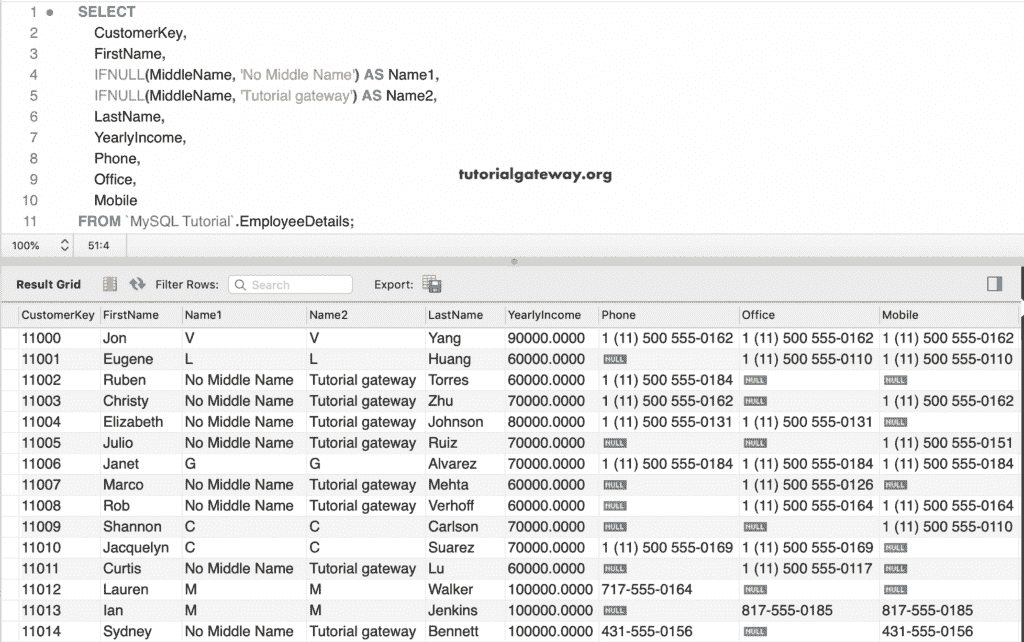 1 SELECT
2 CustomerKey,
3 FirstName,
4 IFNULL(MiddleName, 'No Middle Name') AS Name1,
5 IFNULL(MiddleName, 'Tutorial gateway') AS Name2,
6 LastName,
7 YearlyIncome,
8 Phone,
9 Office,
10 Mobile
11 FROM `MySQL Tutorial`.EmployeeDetails;
tutorialgateway.org
100% 51:4
Result Grid Filter Rows: Search Export:
CustomerKey FirstName Name1 Name2 LastName YearlyIncome Phone Office Mobile
11000 Jon V V Yang 90000.0000 1 (11) 500 555-0162 1 (11) 500 555-0162 1 (11) 500 555-0162
11001 Eugene L L Huang 60000.0000 NULL 1 (11) 500 555-0110 1 (11) 500 555-0110
11002 Ruben No Middle Name Tutorial gateway Torres 60000.0000 1 (11) 500 555-0184 NULL NULL
11003 Christy No Middle Name Tutorial gateway Zhu 70000.0000 1 (11) 500 555-0162 NULL 1 (11) 500 555-0162
11004 Elizabeth No Middle Name Tutorial gateway Johnson 80000.0000 1 (11) 500 555-0131 1 (11) 500 555-0131 NULL
11005 Julio No Middle Name Tutorial gateway Ruiz 70000.0000 NULL NULL 1 (11) 500 555-0151
11006 Janet G G Alvarez 70000.0000 1 (11) 500 555-0184 1 (11) 500 555-0184 1 (11) 500 555-0184
11007 Marco No Middle Name Tutorial gateway Mehta 60000.0000 NULL 1 (11) 500 555-0126 NULL
11008 Rob No Middle Name Tutorial gateway Verhoff 60000.0000 NULL 1 (11) 500 555-0164 1 (11) 500 555-0164
11009 Shannon C C Carlson 70000.0000 NULL NULL 1 (11) 500 555-0110
11010 Jacquelyn C C Suarez 70000.0000 1 (11) 500 555-0169 1 (11) 500 555-0169 NULL
11011 Curtis No Middle Name Tutorial gateway Lu 60000.0000 NULL 1 (11) 500 555-0117 NULL
11012 Lauren M M Walker 100000.0000 717-555-0164 NULL NULL
11013 Ian M M Jenkins 100000.0000 NULL 817-555-0185 817-555-0185
11014 Sydney No Middle Name Tutorial gateway Bennett 100000.0000 431-555-0156 NULL 431-555-0156